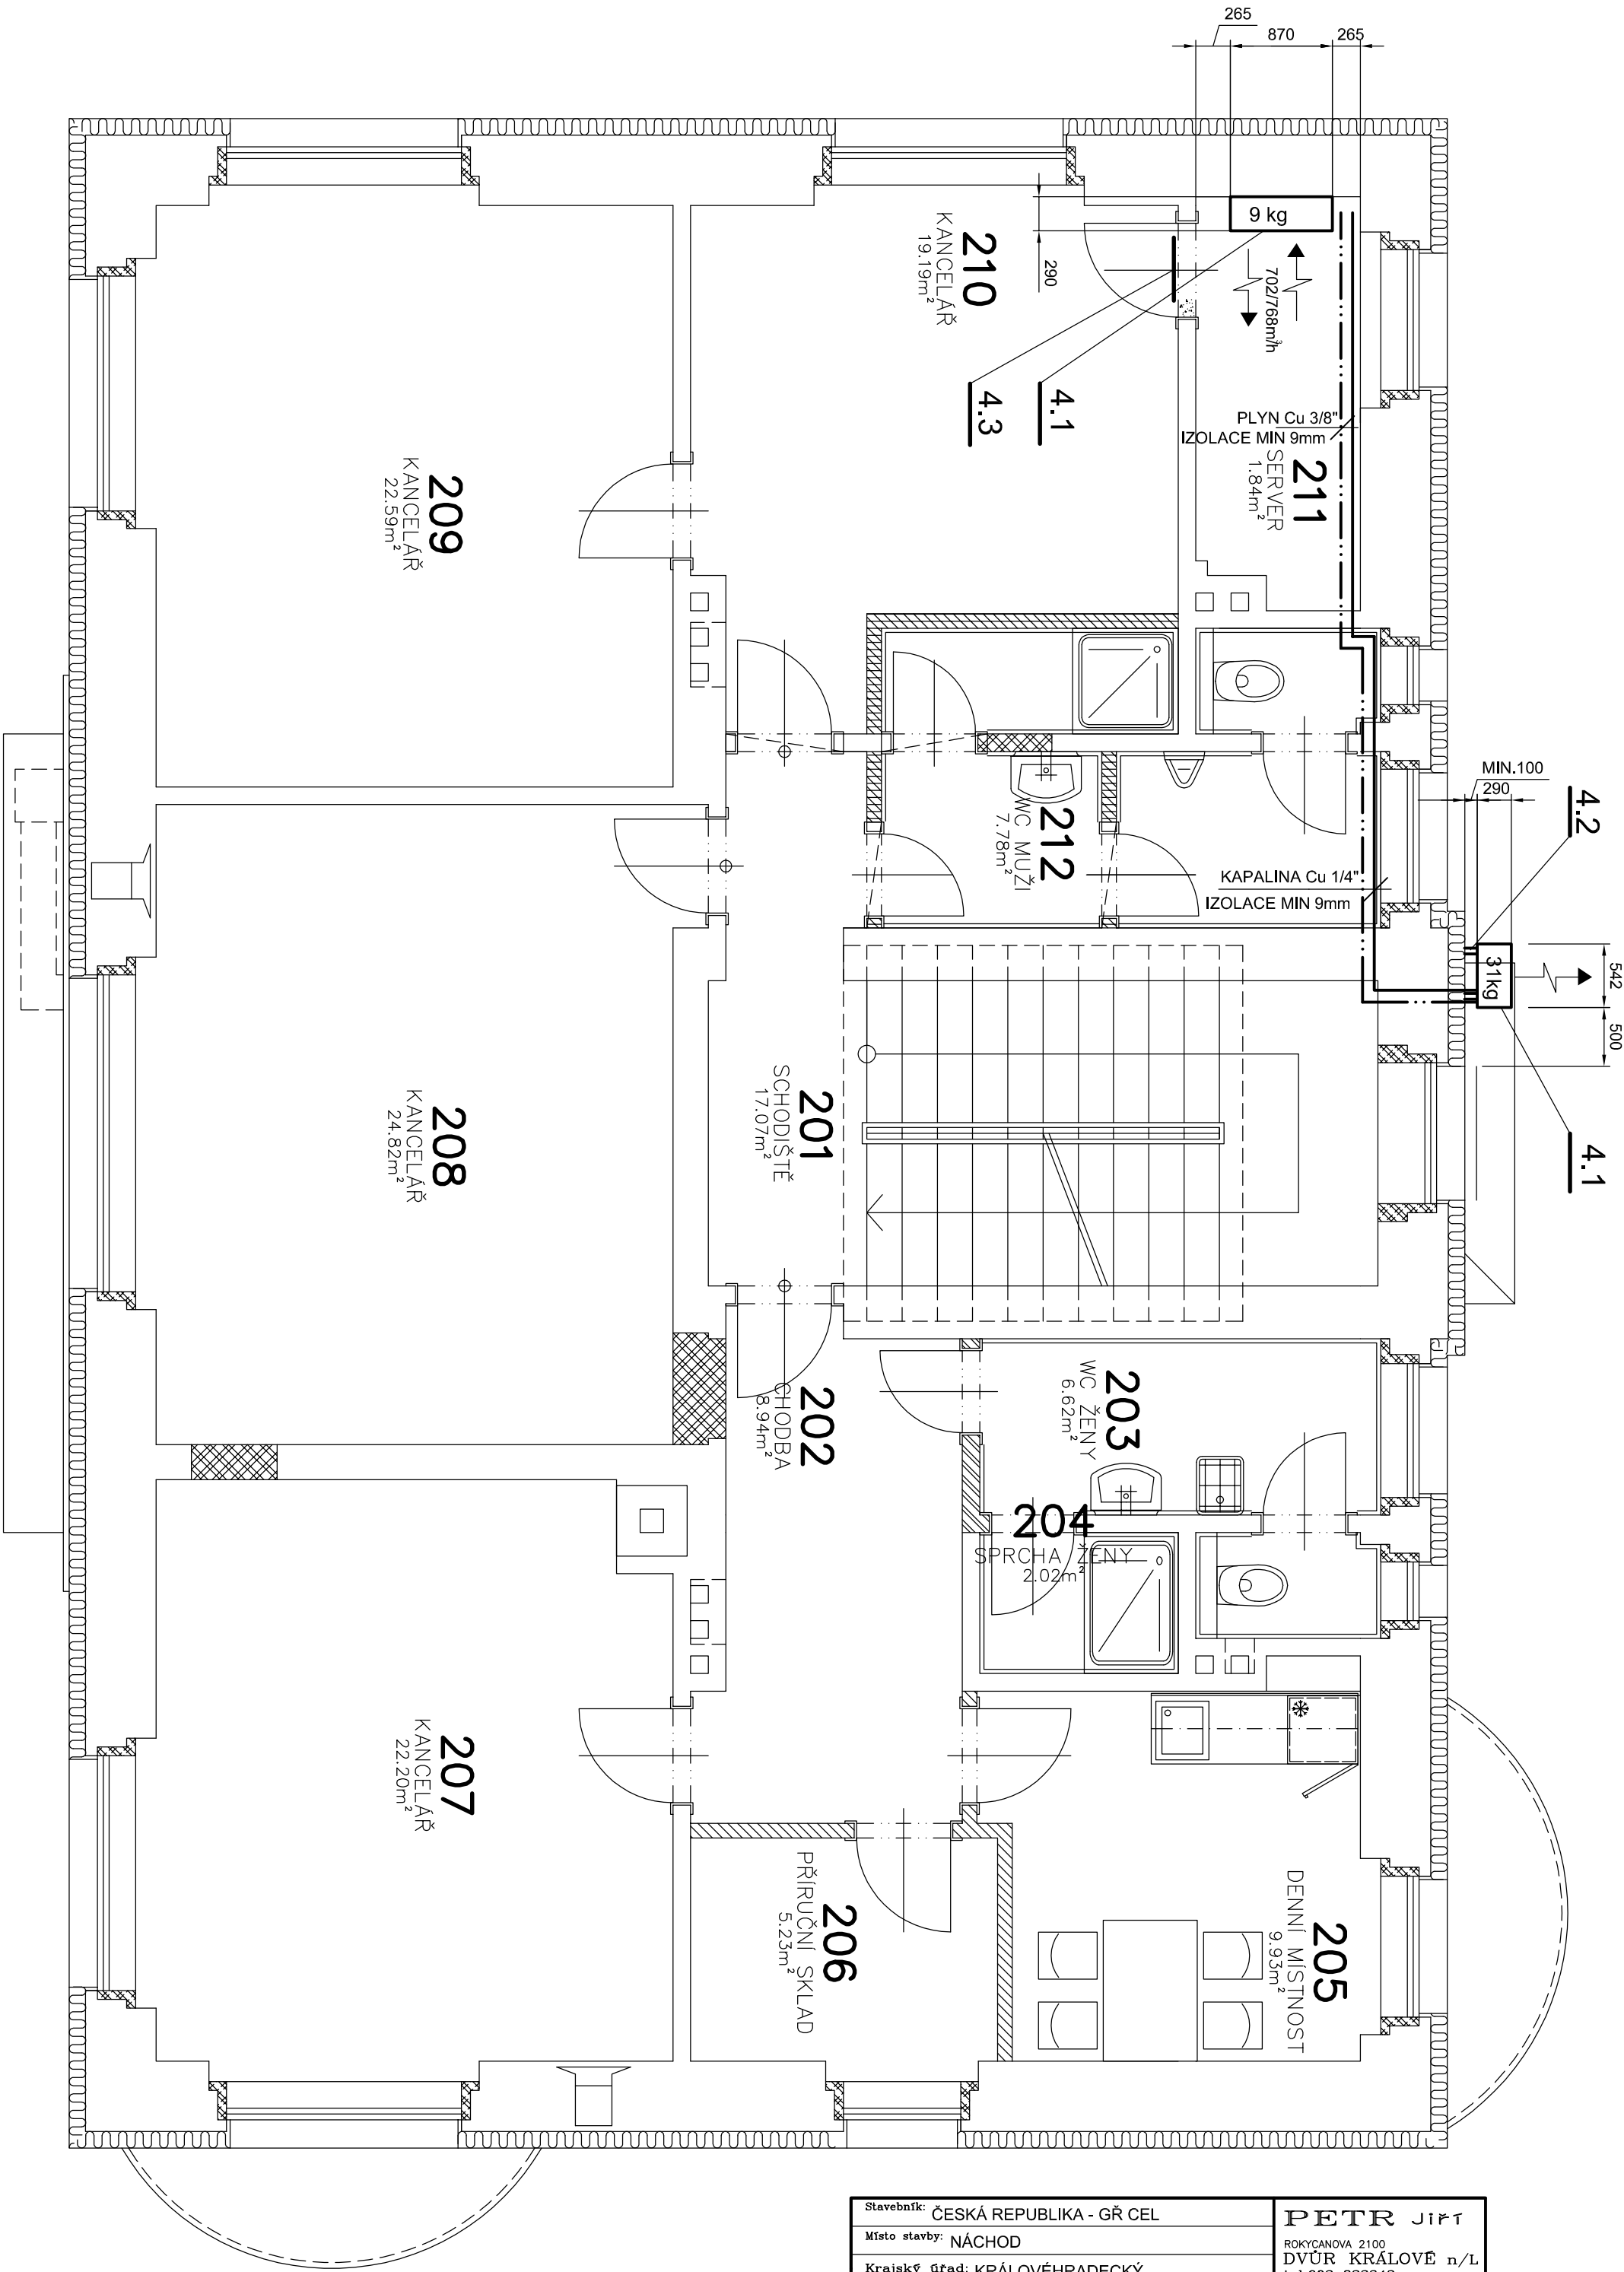 265
870
265
9 kg
290
702/768m³/h
210
KANCELÁŘ
19.19m²
4.1
4.3
PLYN Cu 3/8"
IZOLACE MIN 9mm
211
SERVER
1.84m²
209
KANCELÁŘ
22.59m²
MIN.100
290
4.2
212
WC MUŽI
7.78m²
KAPALINA Cu 1/4"
IZOLACE MIN 9mm
31kg
542
500
4.1
208
KANCELÁŘ
24.82m²
201
SCHODIŠTĚ
17.07m²
202
CHODBA
8.94m²
203
WC ŽENY
6.62m²
204
SPRCHA ŽENY
2.02m²
207
KANCELÁŘ
22.20m²
206
PŘÍRUČNÍ SKLAD
5.23m²
205
DENNÍ MÍSTNOST
9.93m²
Stavebník: ČESKÁ REPUBLIKA - GŘ CEL
Místo stavby: NÁCHOD
Krajský úřad: KRÁLOVÉHRADECKÝ
PETR Jiří
ROKYCANOVA 2100
DVŮR KRÁLOVÉ n/L